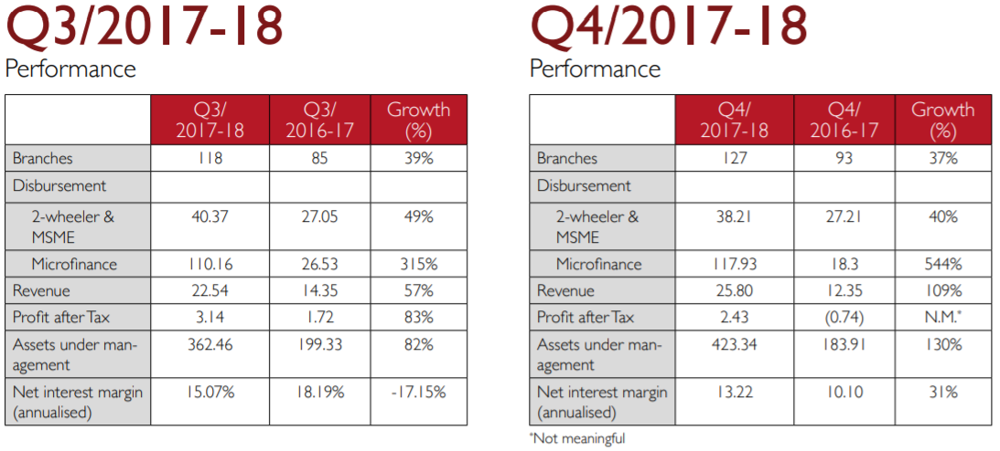 Q3/2017-18
Performance
Q3/ Q3/ Growth
2017-18 2016-17 (%)
Branches 118 85 39%
Disbursement
2-wheeler & 40.37 27.05 49%
MSME
Microfinance 110.16 26.53 315%
Revenue 22.54 14.35 57%
Profit after Tax 3.14 1.72 83%
Assets under man- 362.46 199.33 82%
agement
Net interest margin 15.07% 18.19% -17.15%
(annualised)
Q4/2017-18
Performance
Q4/ Q4/ Growth
2017-18 2016-17 (%)
Branches 127 93 37%
Disbursement
2-wheeler & 38.21 27.21 40%
MSME
Microfinance 117.93 18.3 544%
Revenue 25.80 12.35 109%
Profit after Tax 2.43 (0.74) N.M.*
Assets under man- 423.34 183.91 130%
agement
Net interest margin 13.22 10.10 31%
(annualised)
*Not meaningful